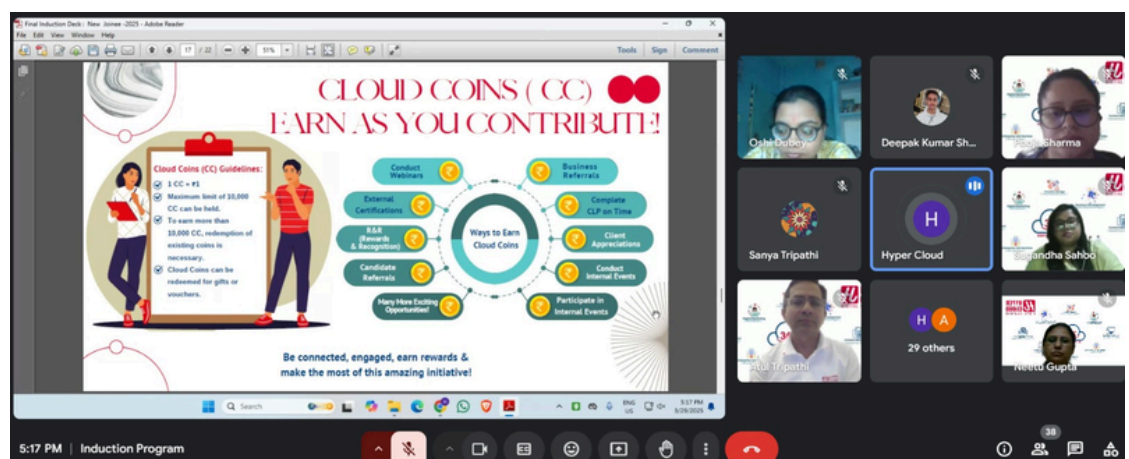 Final Induction Deck : New Joinee -2025 - Adobe Reader
File Edit View Window Help
17 / 22
51%
Tools Sign Comment
CLOUD COINS ( CC)
EARN AS YOU CONTRIBUTE!
Cloud Coins (CC) Guidelines:
1 CC = ₹1
Maximum limit of 10,000
CC can be held.
To earn more than
10,000 CC, redemption of
existing coins is
necessary.
Cloud Coins can be
redeemed for gifts or
vouchers.
Conduct
Webinars
External
Certifications
R&R
(Rewards
& Recognition)
Candidate
Referrals
Many More Exciting
Opportunities!
Ways to Earn
Cloud Coins
Business
Referrals
Complete
CLP on Time
Client
Appreciations
Conduct
Internal Events
Participate in
Internal Events
Be connected, engaged, earn rewards &
make the most of this amazing initiative!
Search
ENG
US
5:17 PM
5/29/2025
Oshi Dubey
Deepak Kumar Sh...
Sharma
Sanya Tripathi
H
Hyper Cloud
Sugandha Sahoo
Atul Tripathi
H A
29 others
Neetu Gupta
5:17 PM | Induction Program
38